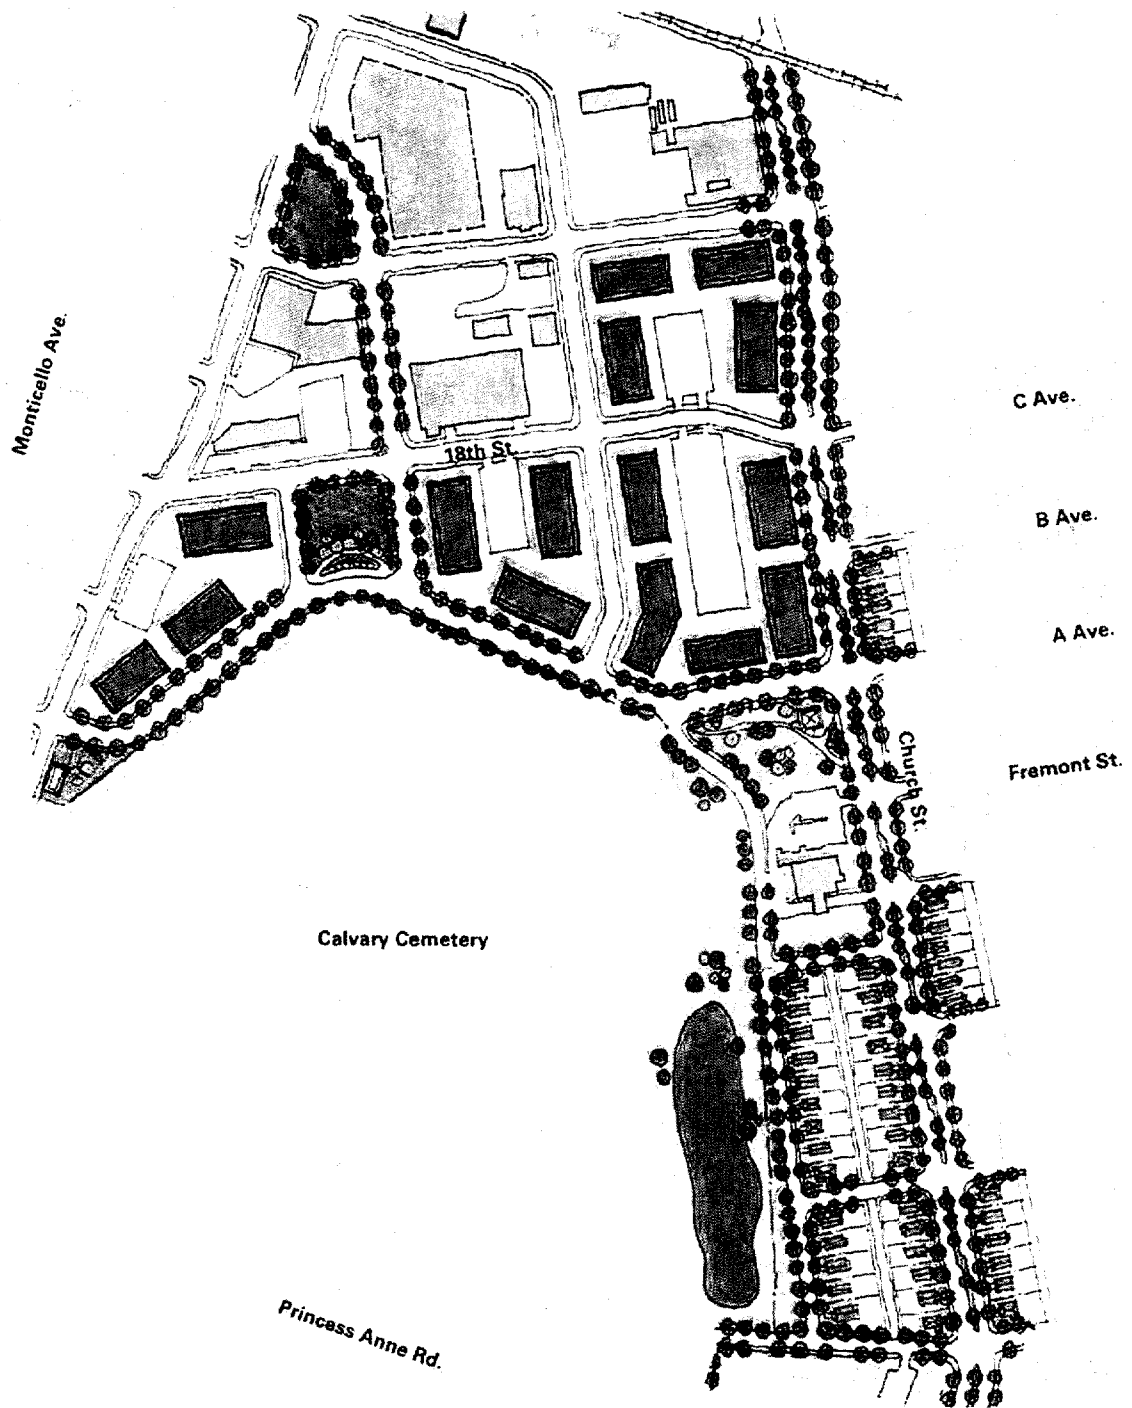 Monticello Ave.
C Ave.
18th St.
B Ave.
A Ave.
Church St.
Fremont St.
Calvary Cemetery
Princess Anne Rd.